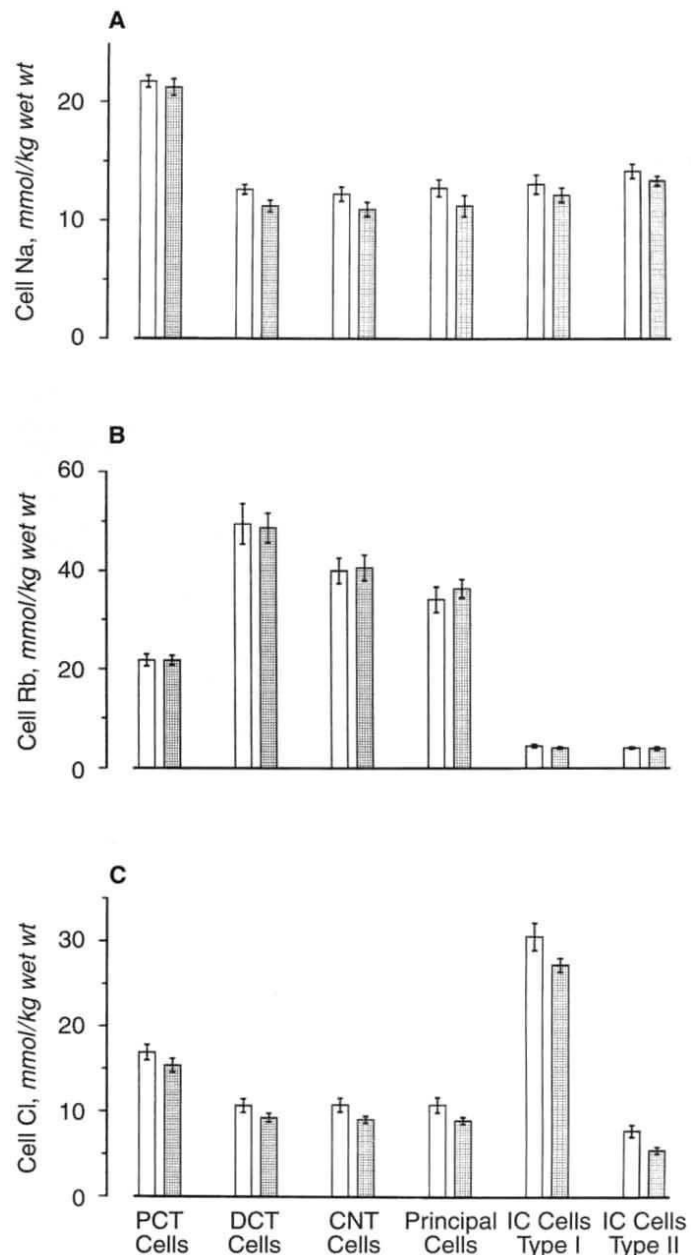 A
Cell Na, mmol/kg wet wt
20
10
0
B
Cell Rb, mmol/kg wet wt
60
40
20
0
C
Cell Cl, mmol/kg wet wt
30
20
10
0
PCT Cells
DCT Cells
CNT Cells
Principal Cells
IC Cells Type I
IC Cells Type II